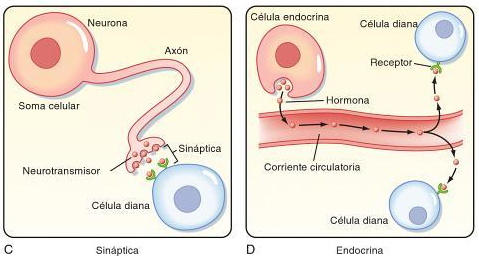 Neurona
Axón
Soma celular
Sináptica
Neurotransmisor
Célula diana
C
Sináptica
Célula endocrina
Célula diana
Receptor
Hormona
Corriente circulatoria
Célula diana
D
Endocrina